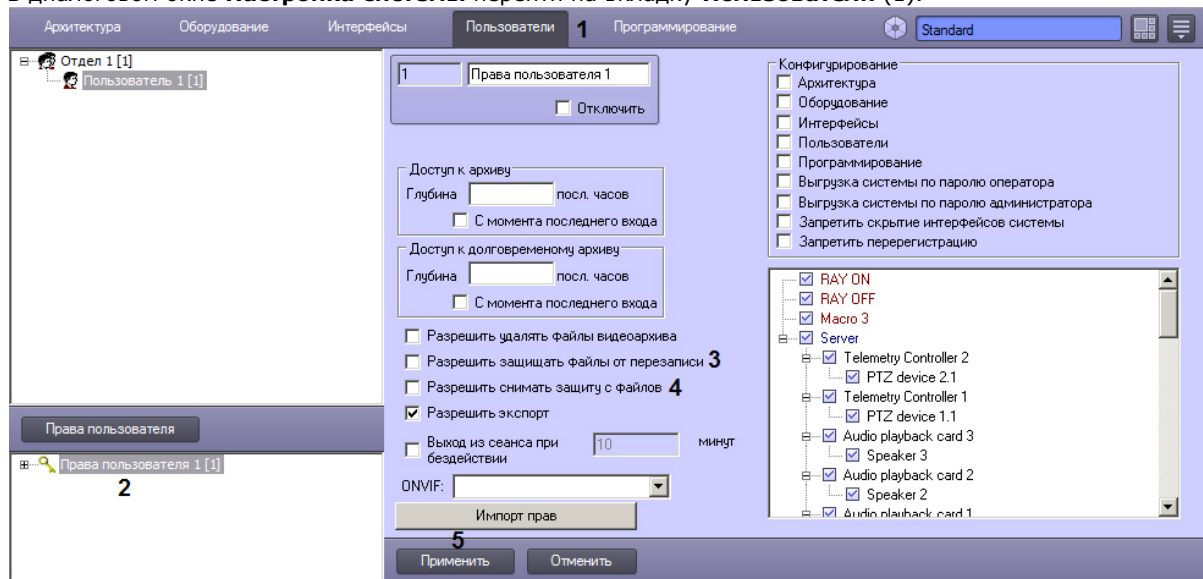 Архитектура Оборудование Интерфейсы Пользователи 1 Программирование Standard
Отдел 1 [1]
Пользователь 1 [1]
Права пользователя
Права пользователя 1 [1]
2
1 Права пользователя 1
Отключить
Доступ к архиву
Глубина посл. часов
С момента последнего входа
Доступ к долговременому архиву
Глубина посл. часов
С момента последнего входа
Разрешить удалять файлы видеоархива
Разрешить защищать файлы от перезаписи 3
Разрешить снимать защиту с файлов 4
Разрешить экспорт
Выход из сеанса при бездействии 10 минут
ONVIF:
Импорт прав
5
Применить Отменить
Конфигурирование
Архитектура
Оборудование
Интерфейсы
Пользователи
Программирование
Выгрузка системы по паролю оператора
Выгрузка системы по паролю администратора
Запретить скрытие интерфейсов системы
Запретить перерегистрацию
RAY ON
RAY OFF
Macro 3
Server
Telemetry Controller 2
PTZ device 2.1
Telemetry Controller 1
PTZ device 1.1
Audio playback card 3
Speaker 3
Audio playback card 2
Speaker 2
Audio playback card 1